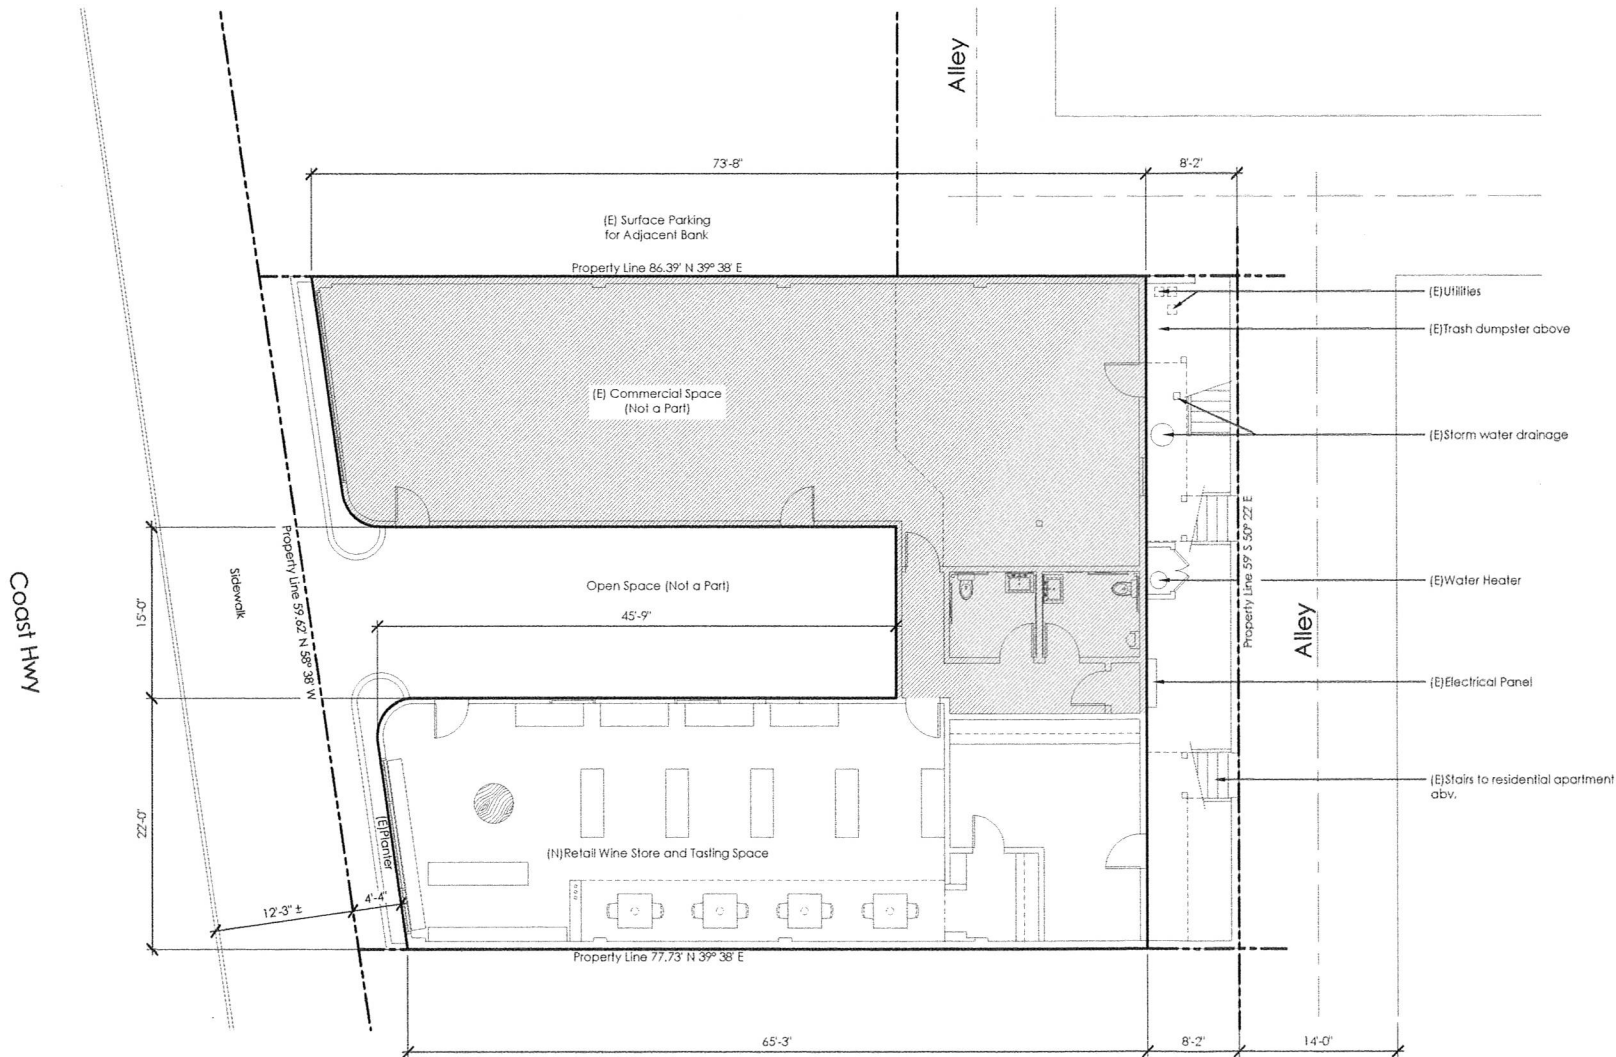 Alley
73'-8"
8'-2"
(E) Surface Parking
for Adjacent Bank
Property Line 86.39' N 39° 38' E
(E)Utilities
(E)Trash dumpster above
(E) Commercial Space
(Not a Part)
(E)Storm water drainage
Property Line 59' S 50° 22' E
Property Line 59.62' N 58° 38' W
Sidewalk
Coast Hwy
15'-0"
Open Space (Not a Part)
45'-9"
(E)Water Heater
Alley
(E)Electrical Panel
(E)Stairs to residential apartment
abv.
22'-0"
(E)Planter
(N)Retail Wine Store and Tasting Space
12'-3" ±
4'-4"
Property Line 77.73' N 39° 38' E
65'-3"
8'-2"
14'-0"